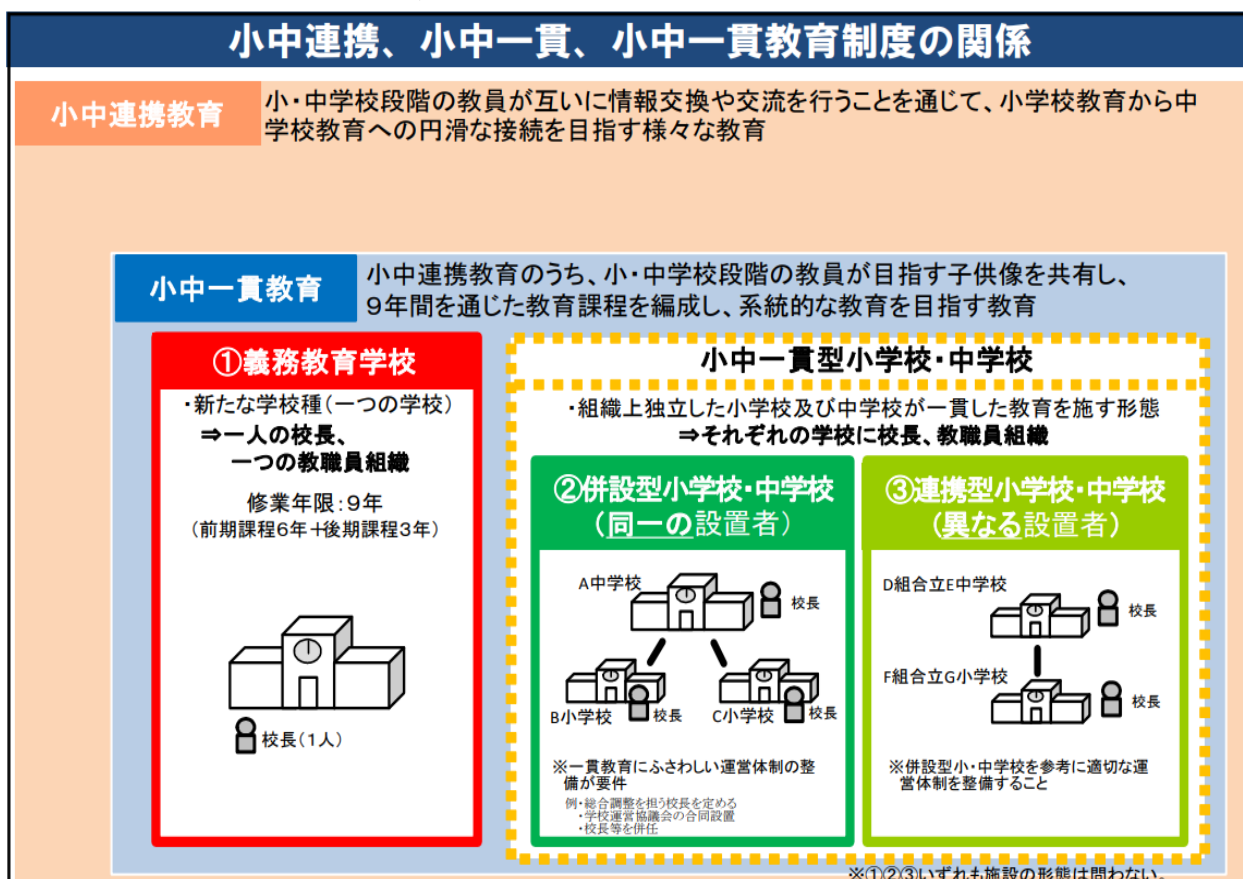 小中連携、小中一貫、小中一貫教育制度の関係
小中連携教育
小・中学校段階の教員が互いに情報交換や交流を行うことを通じて、小学校教育から中
学校教育への円滑な接続を目指す様々な教育
小中一貫教育
小中連携教育のうち、小・中学校段階の教員が目指す子供像を共有し、
9年間を通じた教育課程を編成し、系統的な教育を目指す教育
①義務教育学校
・新たな学校種(一つの学校)
⇒一人の校長、
一つの教職員組織
修業年限:9年
(前期課程6年+後期課程3年)
校長(1人)
小中一貫型小学校・中学校
・組織上独立した小学校及び中学校が一貫した教育を施す形態
⇒それぞれの学校に校長、教職員組織
②併設型小学校・中学校
(同一の設置者)
A中学校
校長
B小学校
校長
C小学校
校長
※一貫教育にふさわしい運営体制の整
備が要件
例・総合調整を担う校長を定める
・学校運営協議会の合同設置
・校長等を併任
③連携型小学校・中学校
(異なる設置者)
D組合立E中学校
校長
F組合立G小学校
校長
※併設型小・中学校を参考に適切な運
営体制を整備すること
※①②③いずれも施設の形態は問わない。